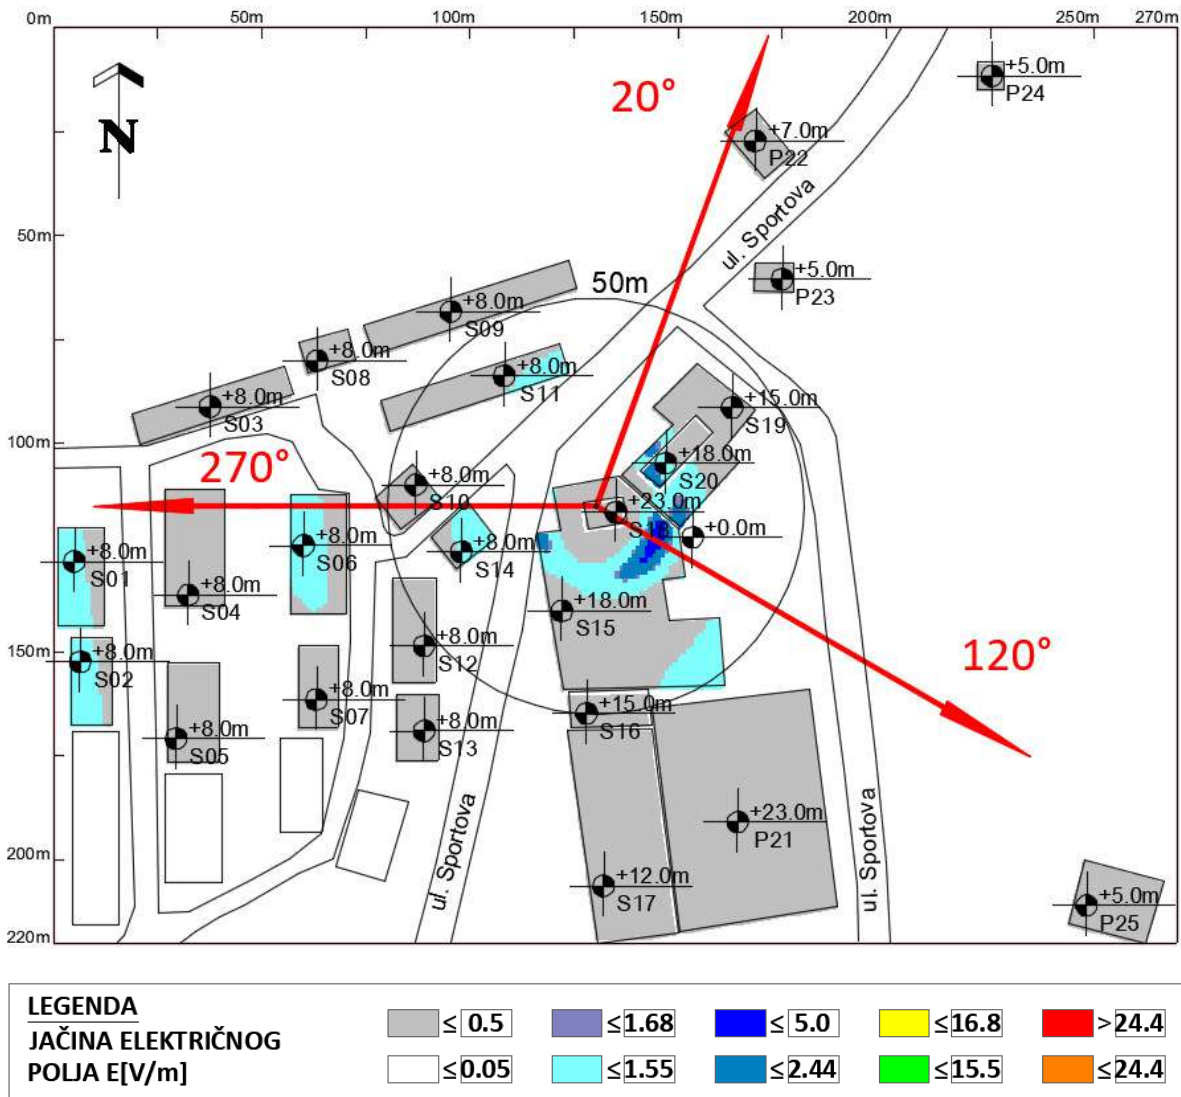 0m 50m 100m 150m 200m 250m 270m
N
20°
+5.0m
P24
+7.0m
P22
ul. Sportova
50m
+5.0m
P23
50m
+8.0m
S09
+8.0m
S08
+8.0m
S11
+8.0m
S03
+15.0m
S19
100m
270°
+18.0m
S20
+8.0m
S10
+23.0m
S18
+0.0m
+8.0m
S01
+8.0m
S06
+8.0m
S14
+8.0m
S04
+18.0m
S15
120°
150m
+8.0m
S02
+8.0m
S12
+8.0m
S07
+15.0m
S16
+8.0m
S05
+8.0m
S13
ul. Sportova
+23.0m
P21
ul. Sportova
200m
+12.0m
S17
+5.0m
P25
220m
LEGENDA
JAČINA ELEKTRIČNOG
POLJA E[V/m]
≤ 0.5 ≤1.68 ≤ 5.0 ≤16.8 >24.4
≤0.05 ≤1.55 ≤2.44 ≤15.5 ≤24.4